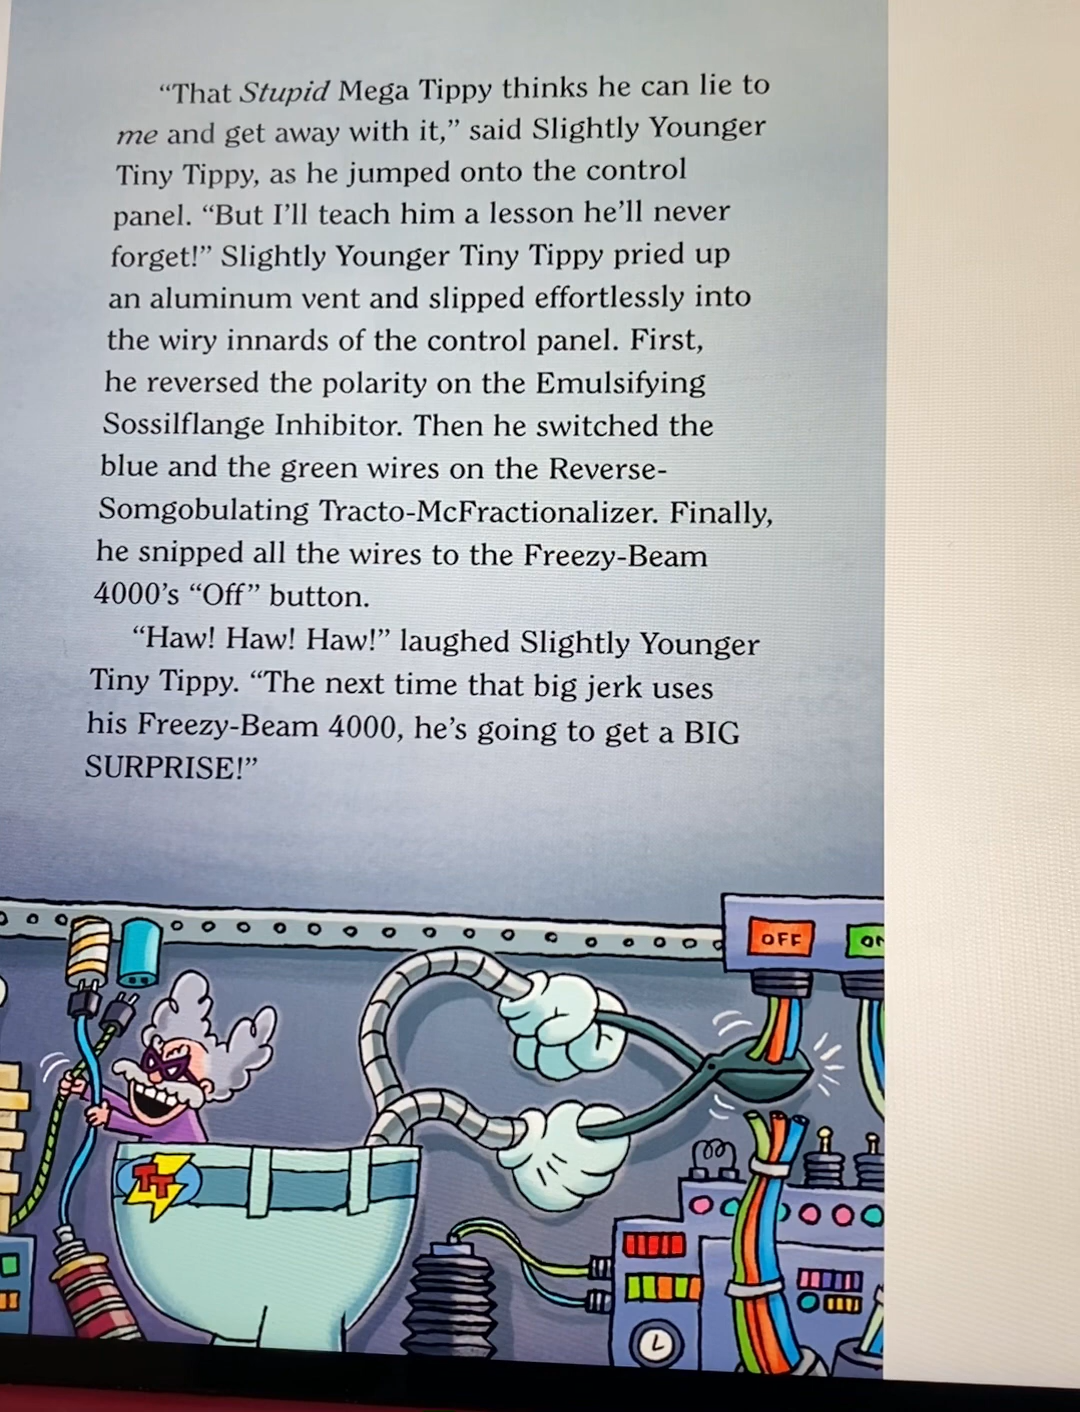 “That Stupid Mega Tippy thinks he can lie to
me and get away with it,” said Slightly Younger
Tiny Tippy, as he jumped onto the control
panel. “But I’ll teach him a lesson he’ll never
forget!” Slightly Younger Tiny Tippy pried up
an aluminum vent and slipped effortlessly into
the wiry innards of the control panel. First,
he reversed the polarity on the Emulsifying
Sossilflange Inhibitor. Then he switched the
blue and the green wires on the Reverse-
Somgobulating Tracto-McFractionalizer. Finally,
he snipped all the wires to the Freezy-Beam
4000’s “Off” button.
“Haw! Haw! Haw!” laughed Slightly Younger
Tiny Tippy. “The next time that big jerk uses
his Freezy-Beam 4000, he’s going to get a BIG
SURPRISE!”
OFF
TT